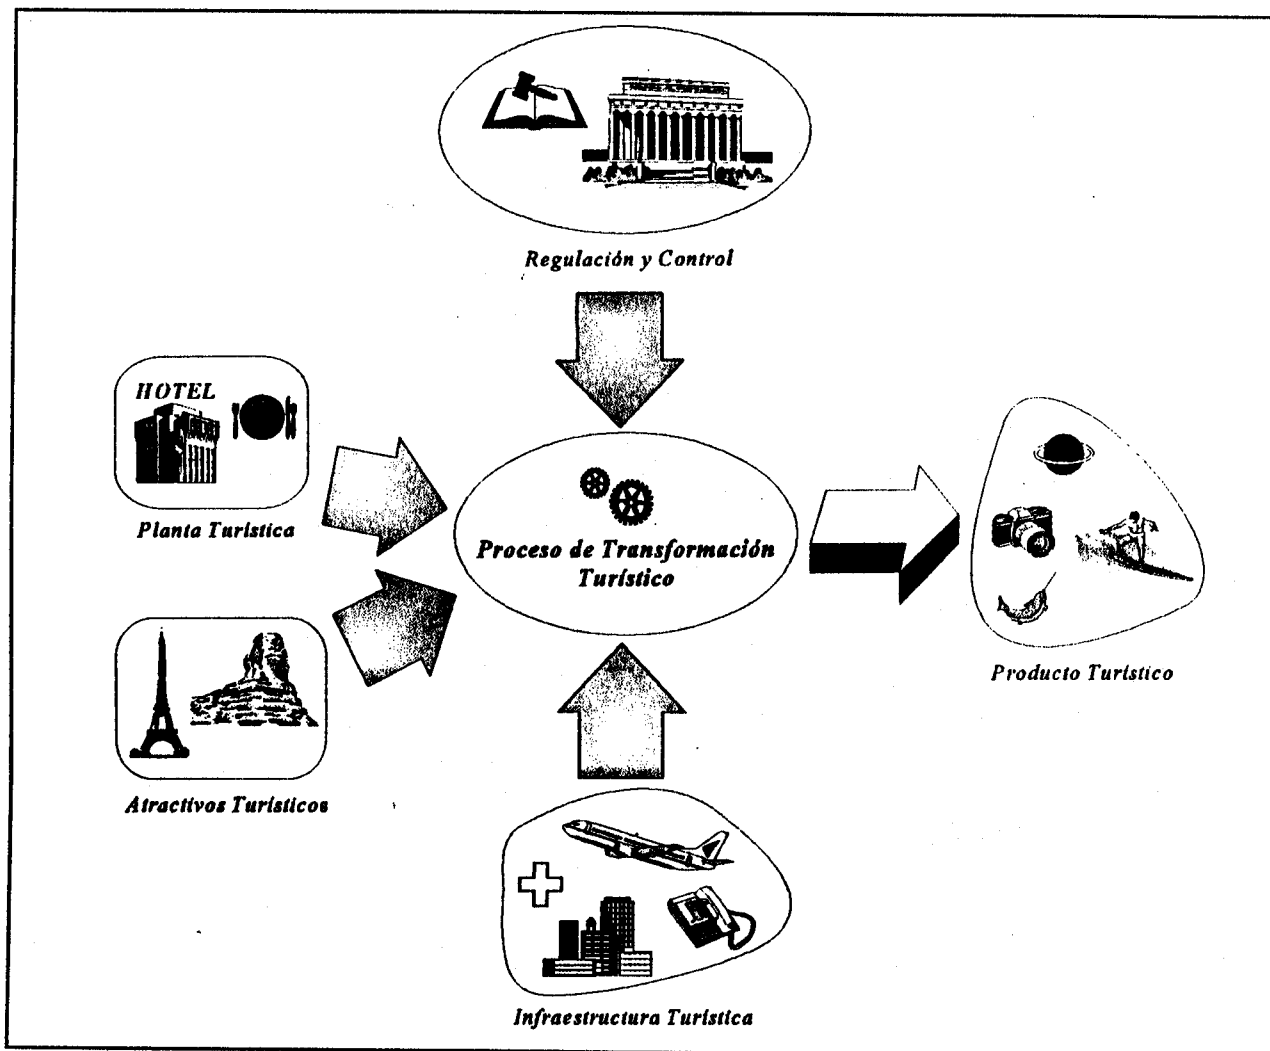 Regulación y Control
HOTEL
Planta Turística
Proceso de Transformación
Turístico
Producto Turístico
Atractivos Turísticos
Infraestructura Turística